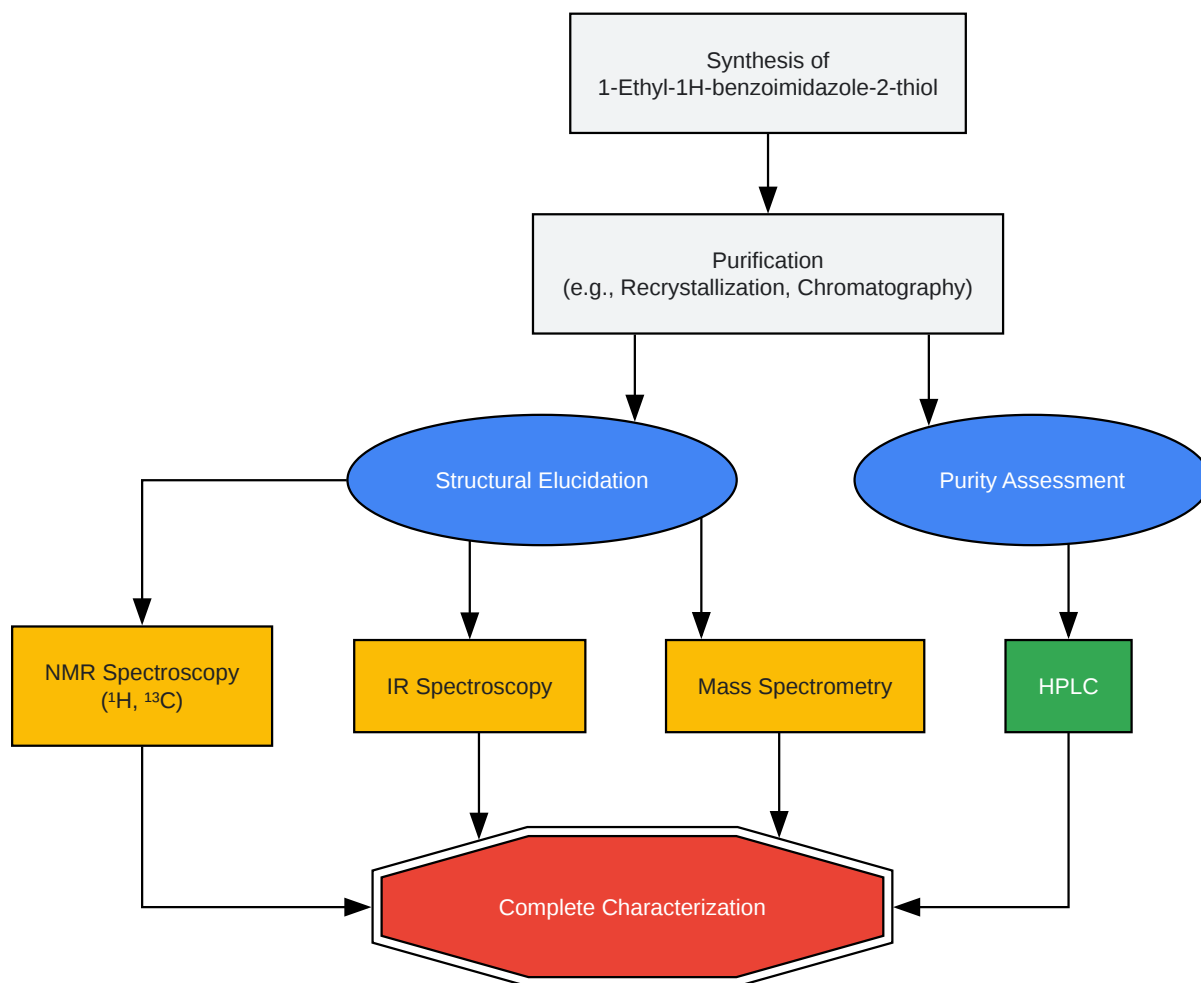 Synthesis of
1-Ethyl-1H-benzoimidazole-2-thiol
Purification
(e.g., Recrystallization, Chromatography)
Structural Elucidation
Purity Assessment
NMR Spectroscopy
(¹H, ¹³C)
IR Spectroscopy
Mass Spectrometry
HPLC
Complete Characterization